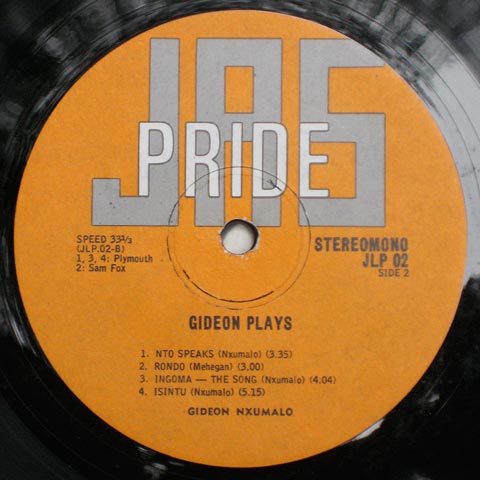 JAS
PRIDE
SPEED 33⅓
(JLP.02-B)
1, 3, 4: Plymouth
2: Sam Fox
STEREOMONO
JLP 02
SIDE 2
GIDEON PLAYS
1. NTO SPEAKS (Nxumalo) (3.35)
2. RONDO (Mehegan) (3.00)
3. INGOMA — THE SONG (Nxumalo) (4.04)
4. ISINTU (Nxumalo) (5.15)
GIDEON NXUMALO